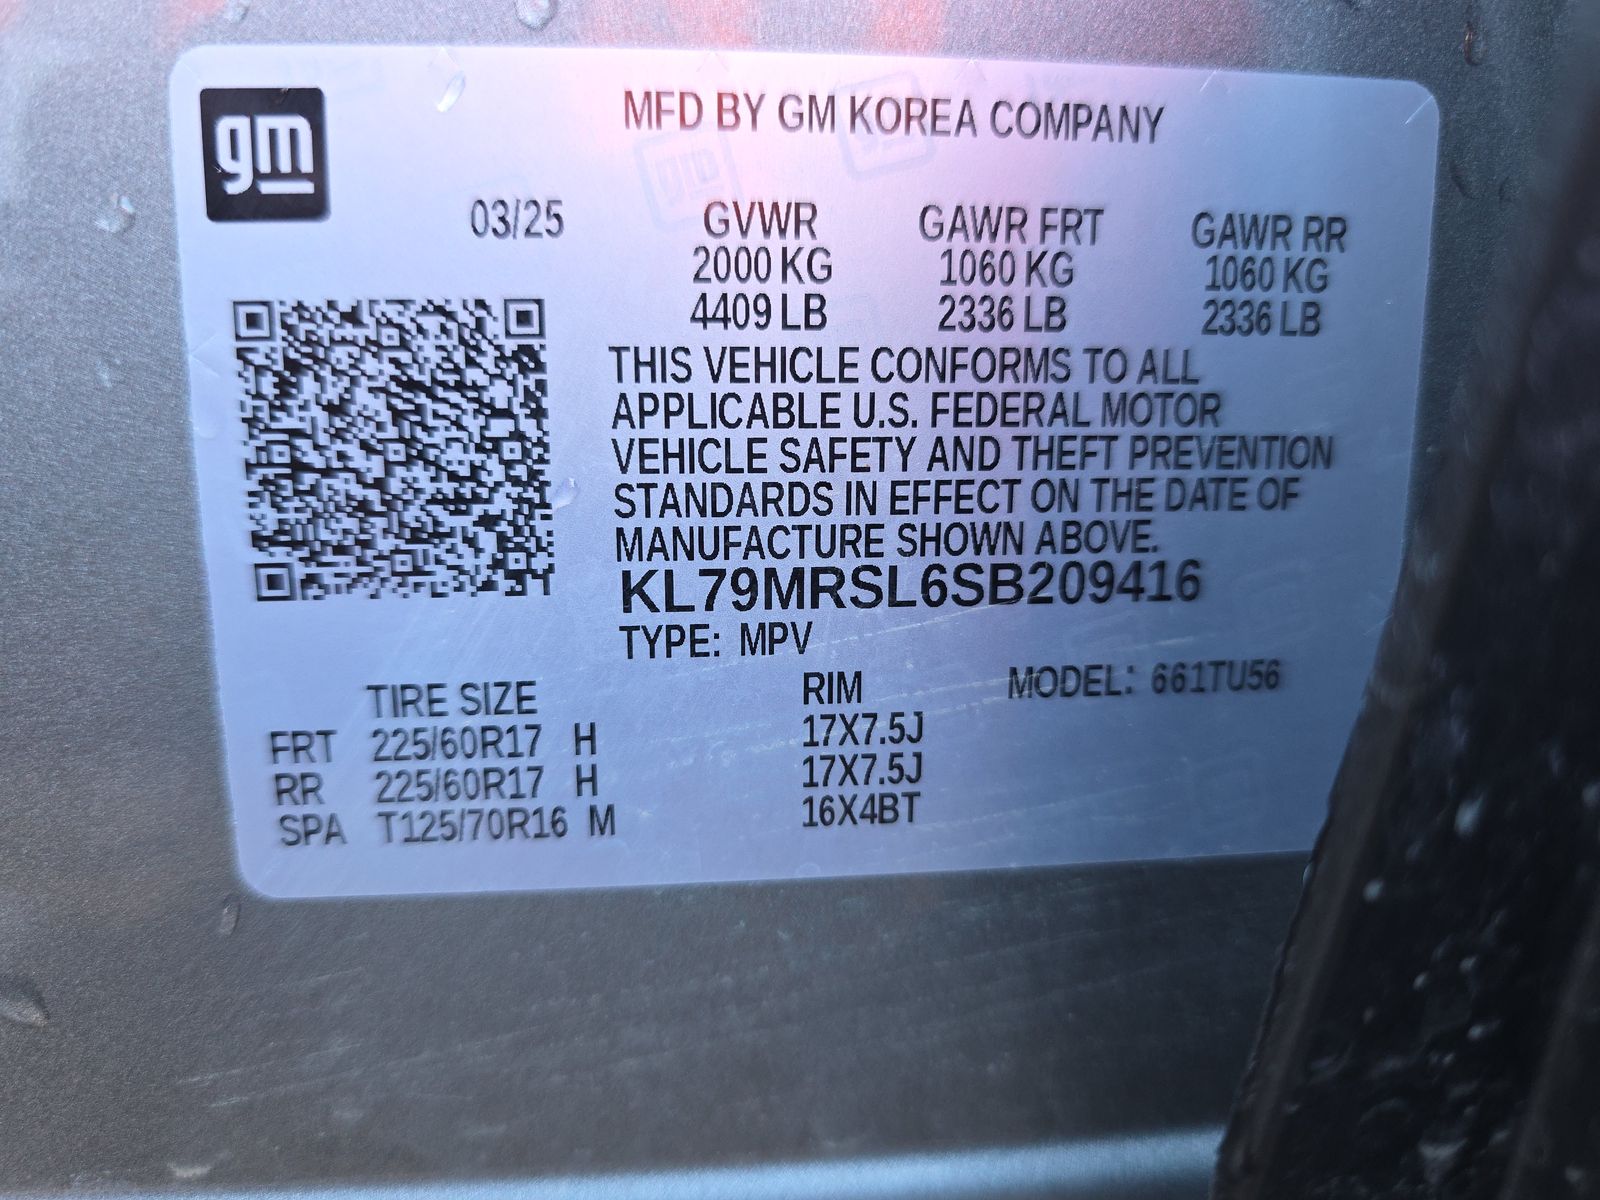 gm
MFD BY GM KOREA COMPANY
03/25 GVWR GAWR FRT GAWR RR
2000 KG 1060 KG 1060 KG
4409 LB 2336 LB 2336 LB
THIS VEHICLE CONFORMS TO ALL
APPLICABLE U.S. FEDERAL MOTOR
VEHICLE SAFETY AND THEFT PREVENTION
STANDARDS IN EFFECT ON THE DATE OF
MANUFACTURE SHOWN ABOVE.
KL79MRSL6SB209416
TYPE: MPV
TIRE SIZE RIM MODEL: 661TU56
FRT 225/60R17 H 17X7.5J
RR 225/60R17 H 17X7.5J
SPA T125/70R16 M 16X4BT